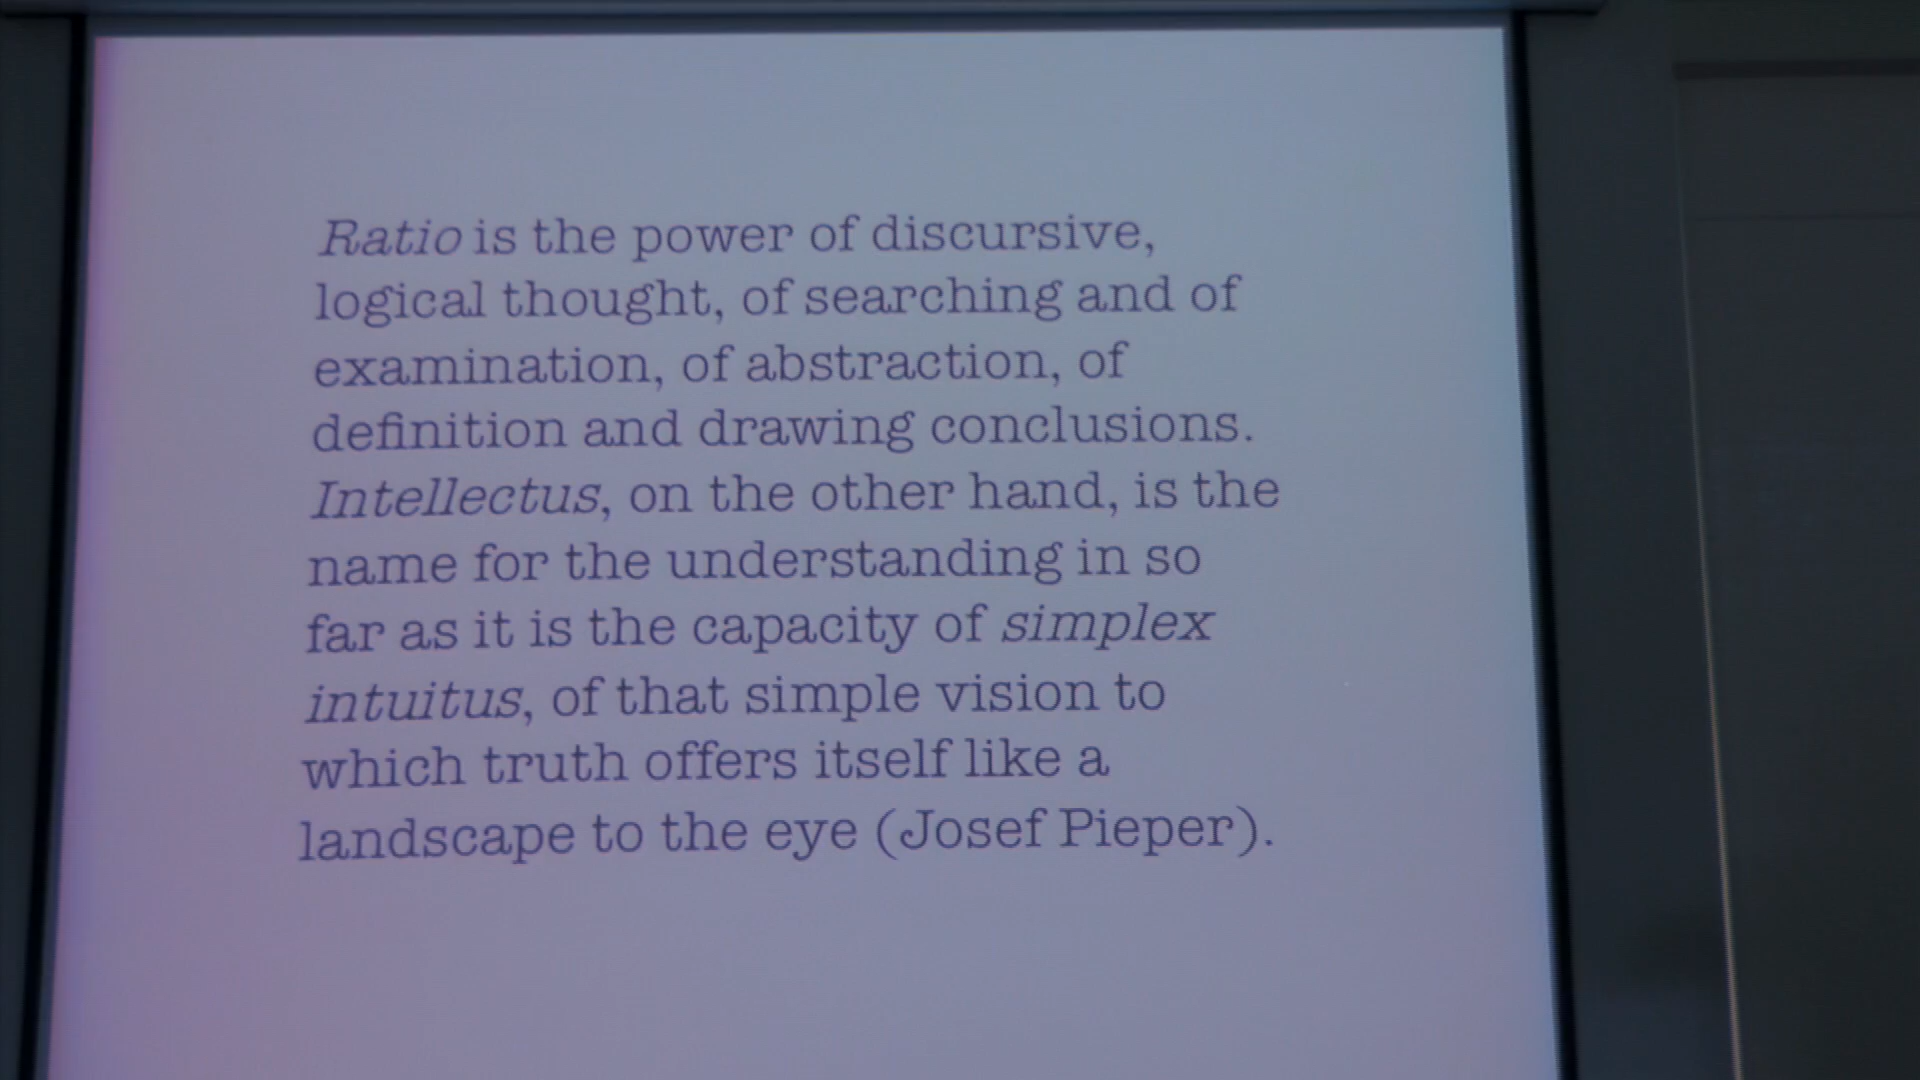 Ratio is the power of discursive,
logical thought, of searching and of
examination, of abstraction, of
definition and drawing conclusions.
Intellectus, on the other hand, is the
name for the understanding in so
far as it is the capacity of simplex
intuitus, of that simple vision to
which truth offers itself like a
landscape to the eye (Josef Pieper).